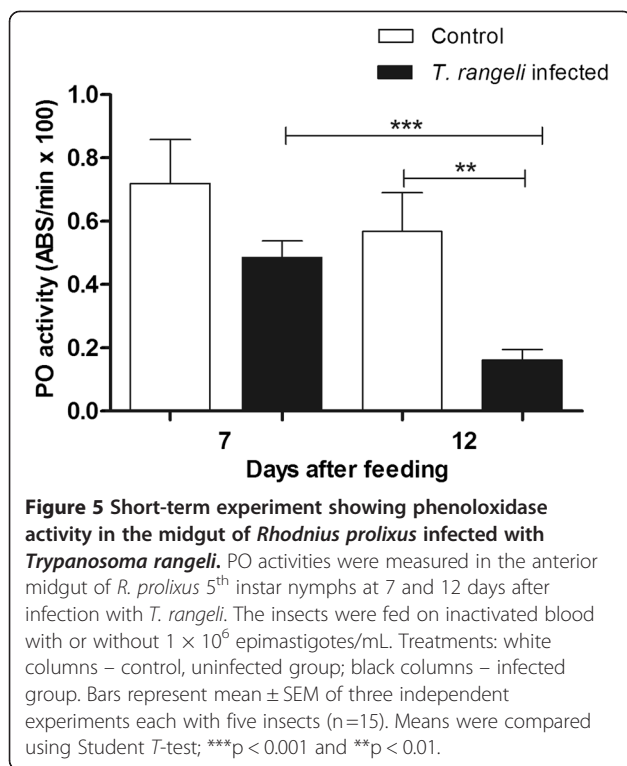 Control
T. rangeli infected
***
**
PO activity (ABS/min x 100)
0.8
0.6
0.4
0.2
0.0
7 12
Days after feeding
Figure 5 Short-term experiment showing phenoloxidase
activity in the midgut of Rhodnius prolixus infected with
Trypanosoma rangeli. PO activities were measured in the anterior
midgut of R. prolixus 5th instar nymphs at 7 and 12 days after
infection with T. rangeli. The insects were fed on inactivated blood
with or without 1 × 10⁶ epimastigotes/mL. Treatments: white
columns – control, uninfected group; black columns – infected
group. Bars represent mean ± SEM of three independent
experiments each with five insects (n=15). Means were compared
using Student T-test; ***p < 0.001 and **p < 0.01.